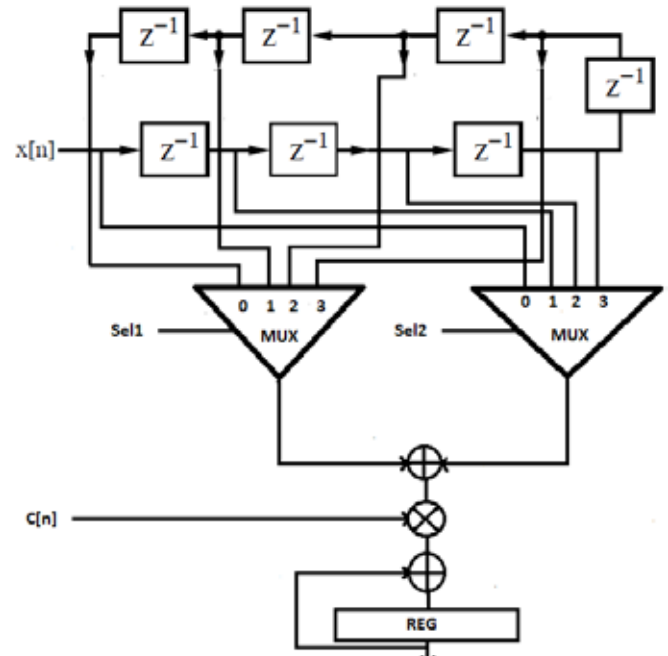 Z⁻¹ Z⁻¹ Z⁻¹
Z⁻¹
x[n] Z⁻¹ Z⁻¹ Z⁻¹
0 1 2 3 0 1 2 3
Sel1 MUX Sel2 MUX
C[n]
REG